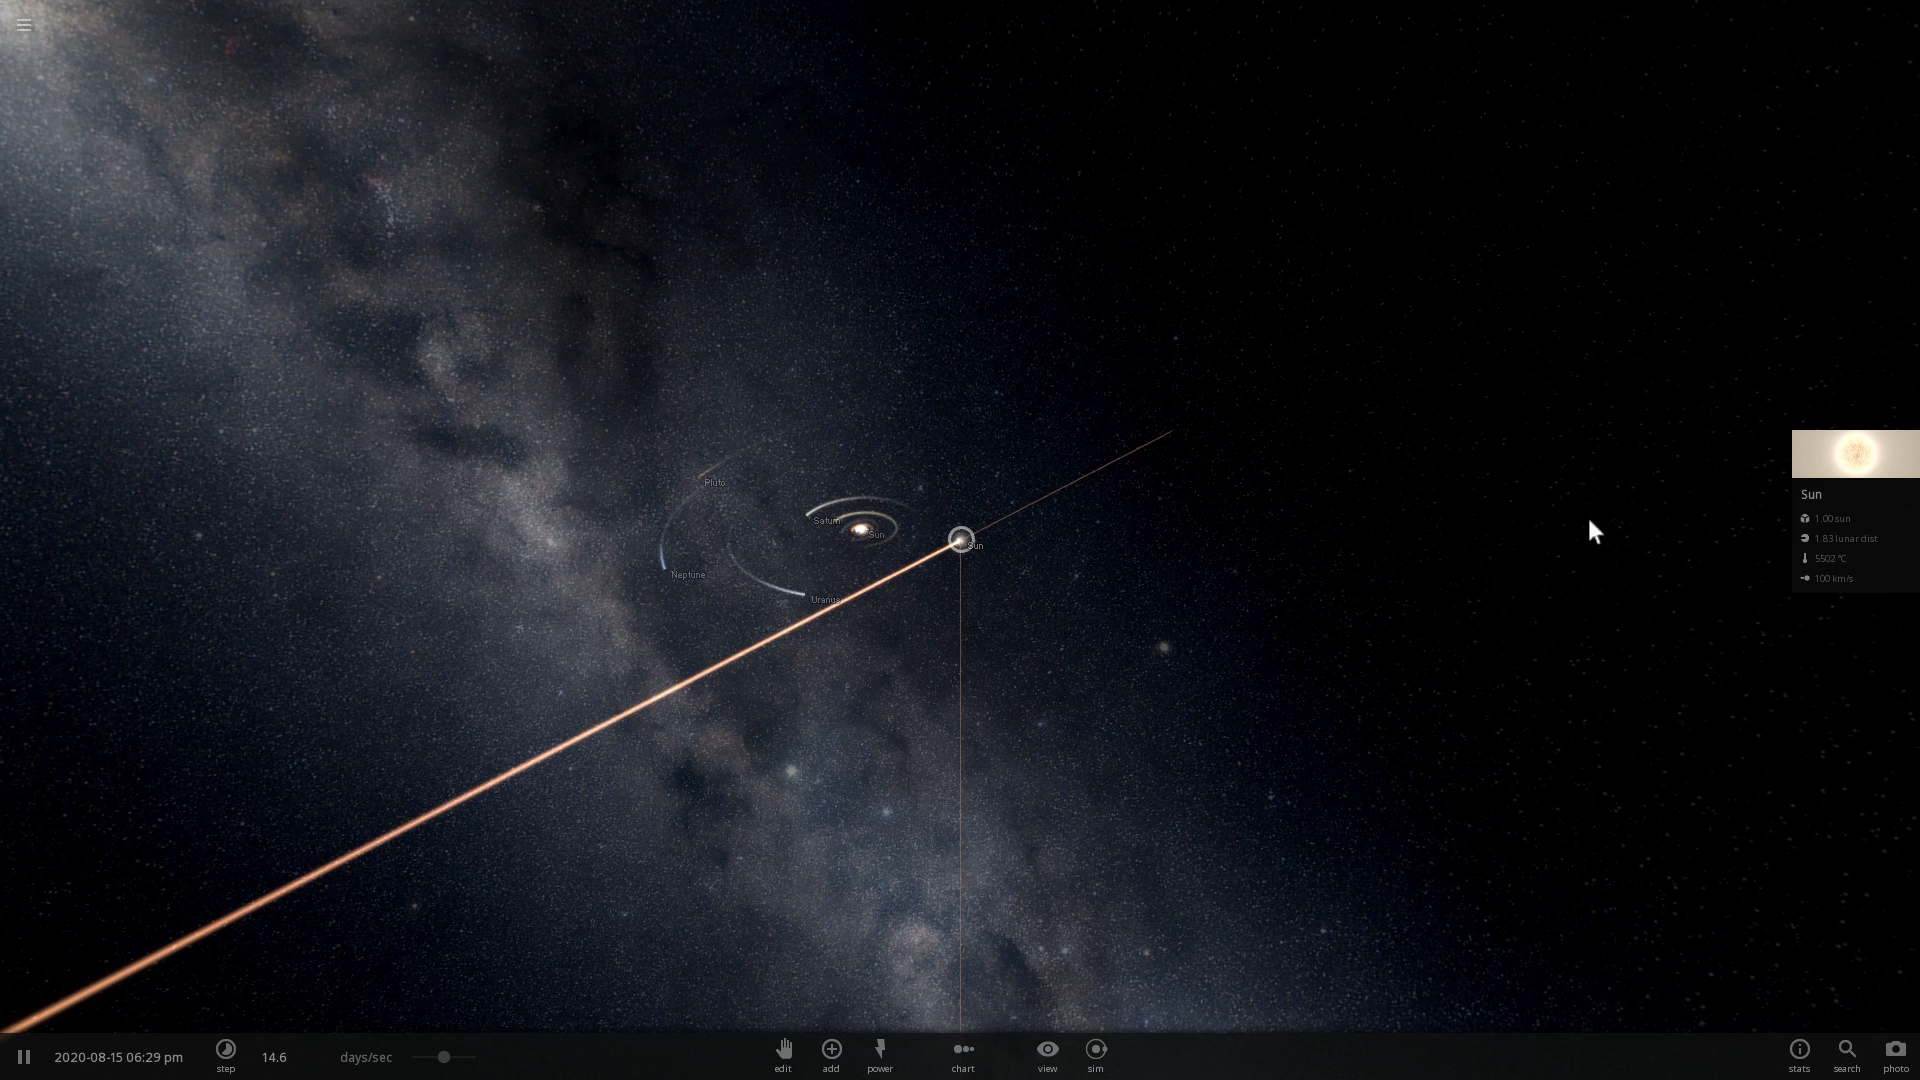 Pluto
Saturn
Sun
Sun
Neptune
Uranus
Sun
1.00 sun
1.83 lunar dist
5502 °C
100 km/s
2020-08-15 06:29 pm
step
14.6
days/sec
edit
add
power
chart
view
sim
stats
search
photo